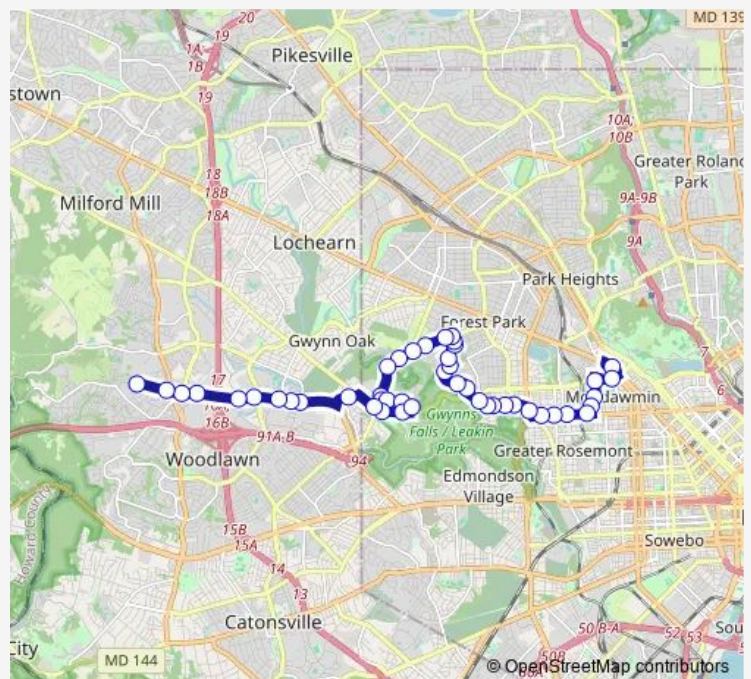 MD 139
20
19
1A
1B
Pikesville
stown
19
10A;
10B
Greater Roland
Park
18
18B
18A
Milford Mill
9A-9B
9A
Lochearn
Park Heights
Forest Park
Gwynn Oak
7
6
17
16B
Gwynns
Falls / Leakin
Park
91A-B
94
Woodlawn
Greater Rosemont
Edmondson
Village
Howard County
15B
15A
Sowebo
14
13
Catonsville
50 B-A
52
53
Sou
City
MD 144
50B
© OpenStreetMap contributors